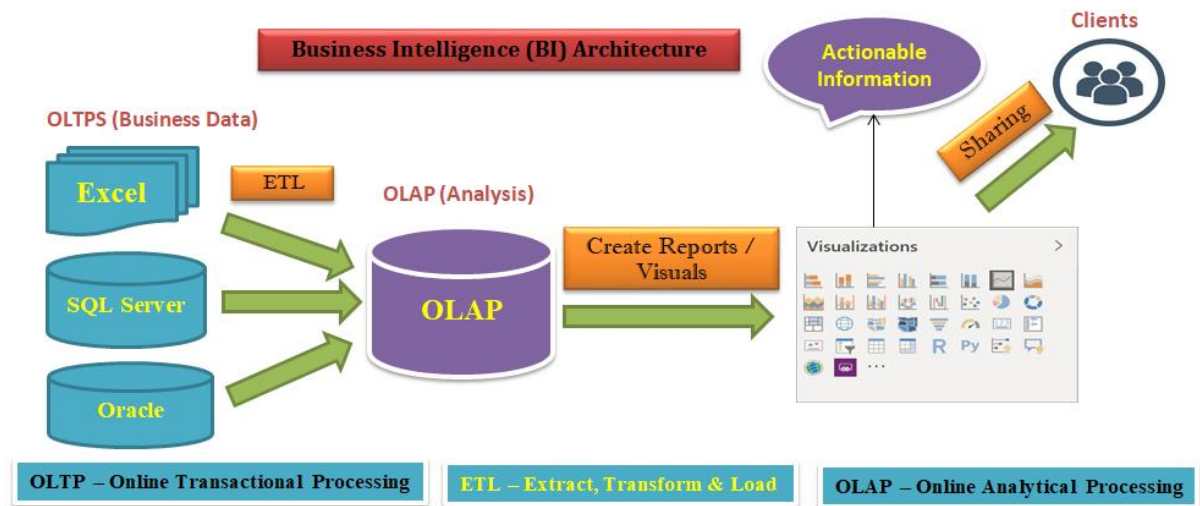 Business Intelligence (BI) Architecture
Clients
Actionable
Information
OLTPS (Business Data)
Sharing
Excel
ETL
OLAP (Analysis)
Create Reports /
Visuals
Visualizations
SQL Server
OLAP
R
Py
Oracle
OLTP – Online Transactional Processing
ETL – Extract, Transform & Load
OLAP – Online Analytical Processing